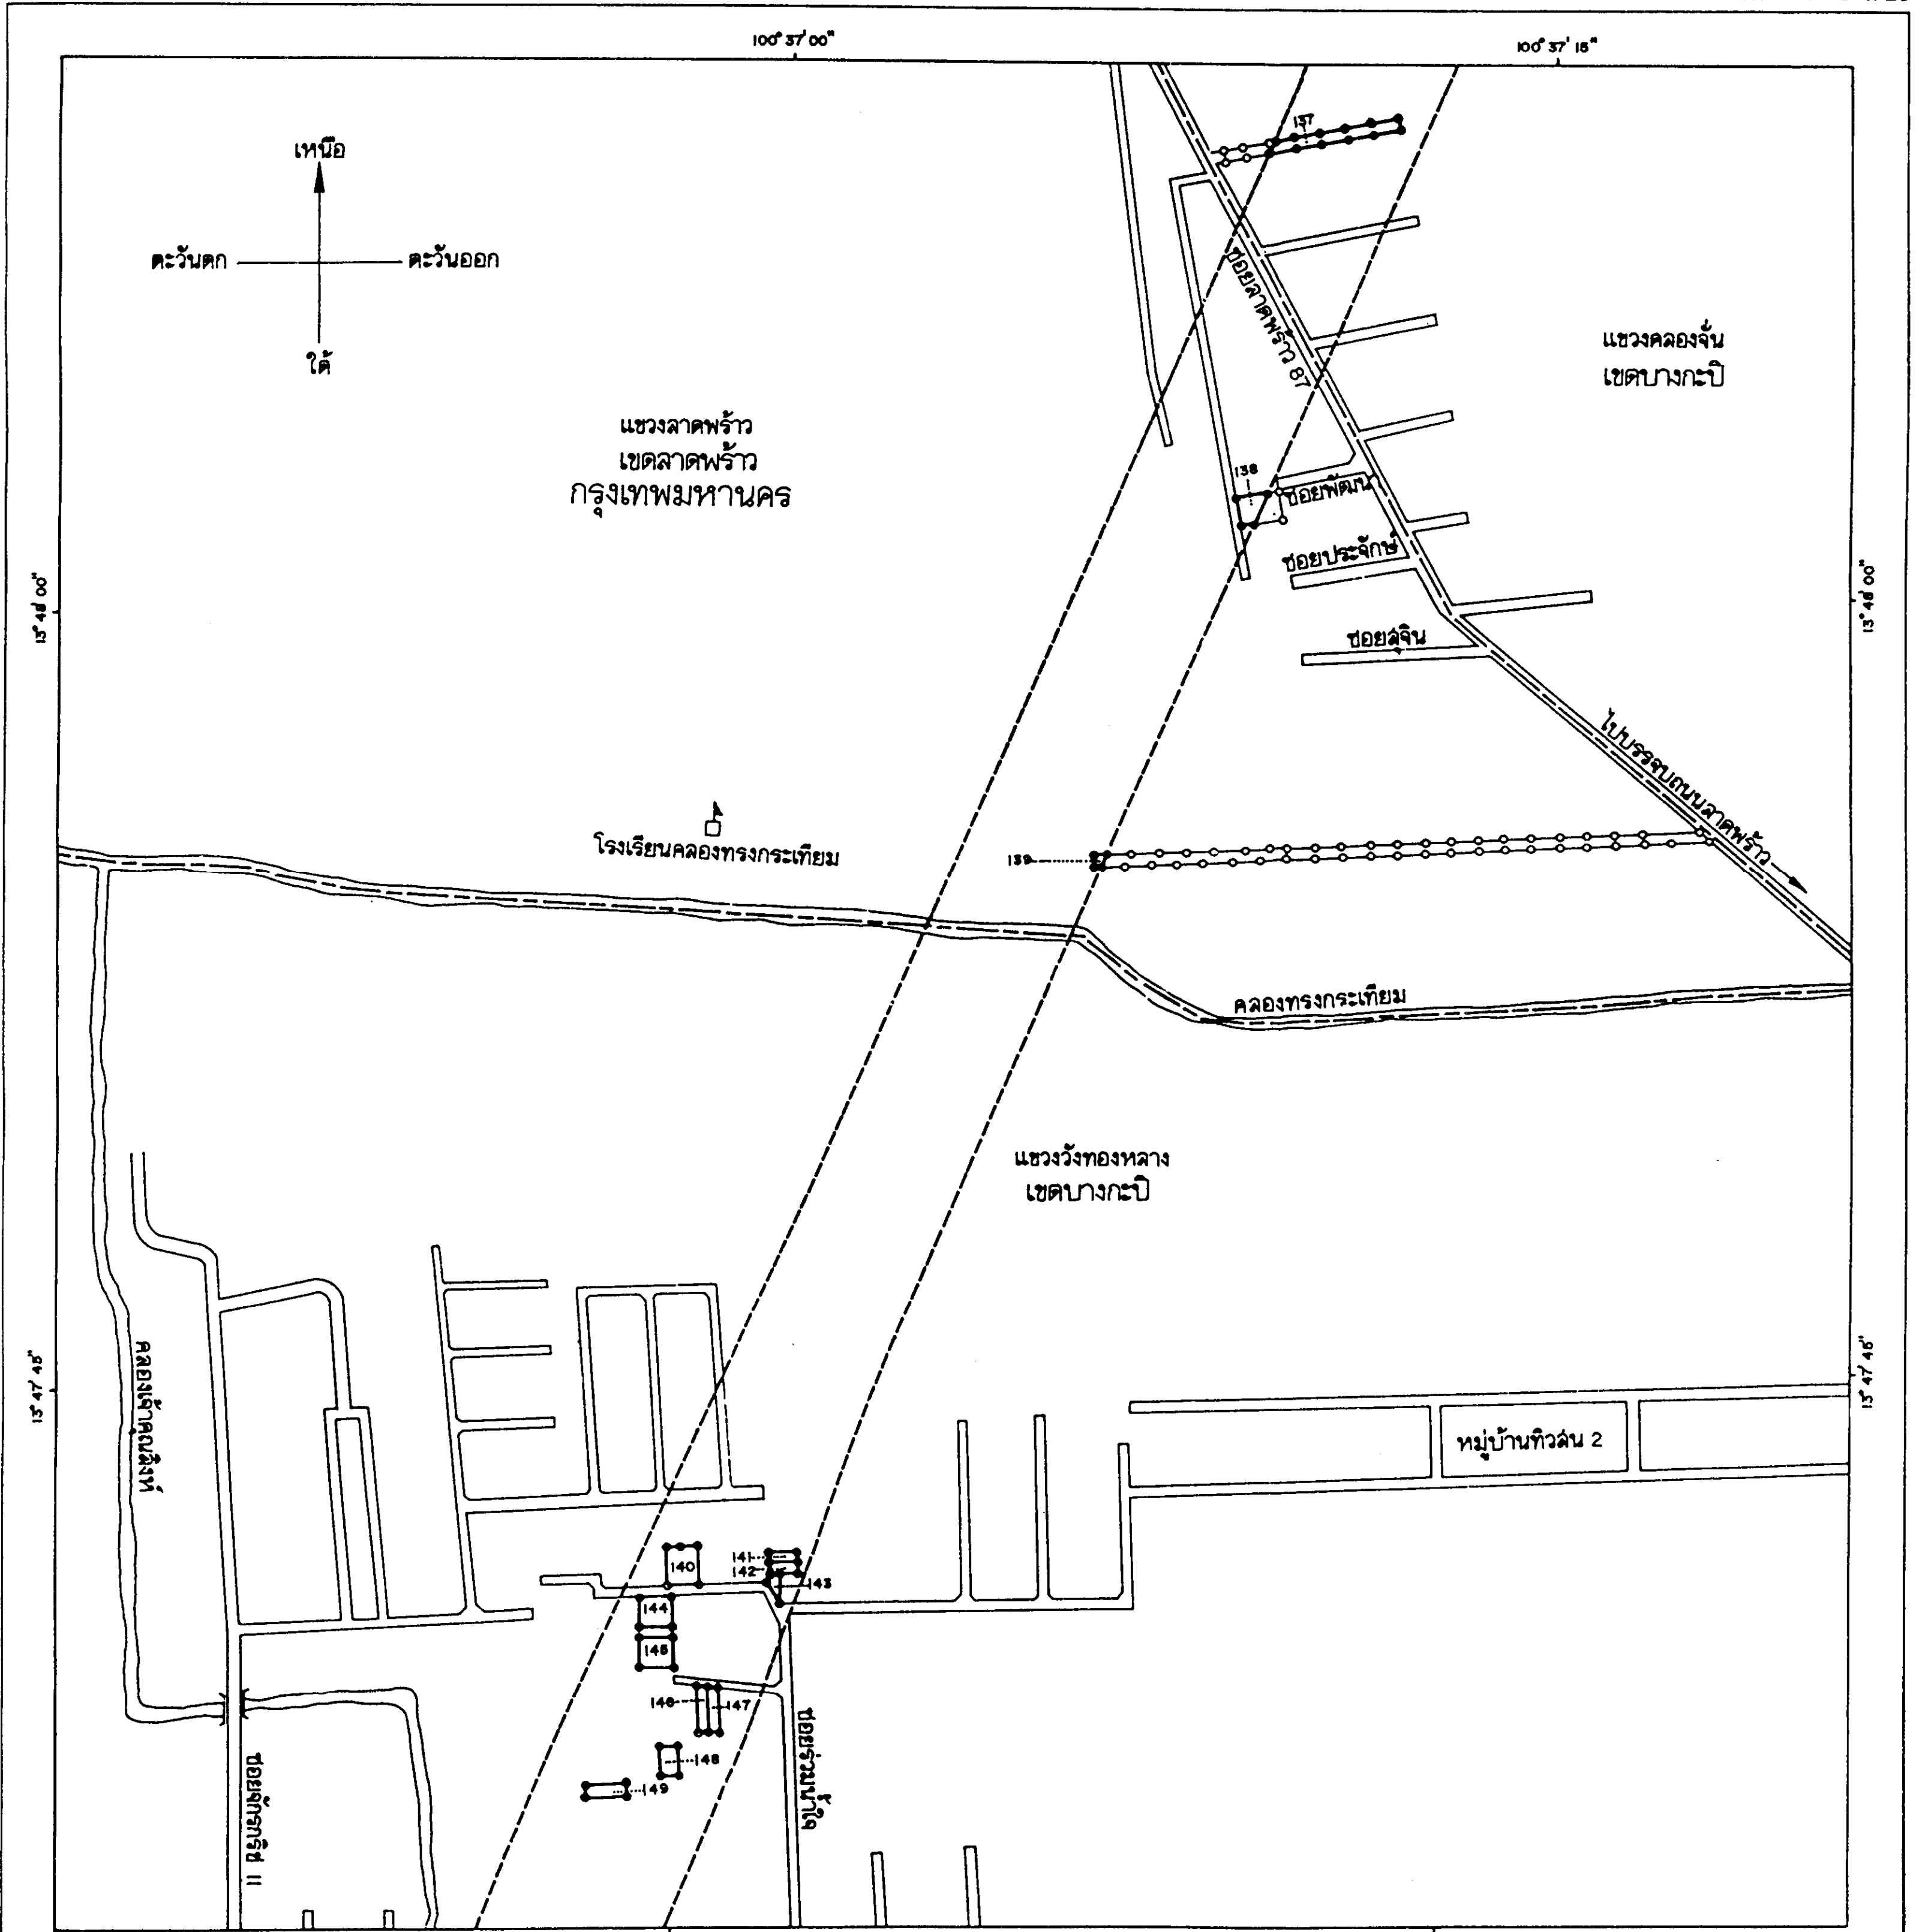 100° 37' 00"
100° 37' 15"
เหนือ
ตะวันตก
ตะวันออก
ใต้
137
ซอยลาดพร้าว 87
แขวงคลองจั่น
เขตบางกะปิ
แขวงลาดพร้าว
เขตลาดพร้าว
กรุงเทพมหานคร
138
ซอยพัฒนา
ซอยประจักษ์
13° 48' 00"
13° 48' 00"
ซอยสุจิน
ไปบรรจบถนนลาดพร้าว
โรงเรียนคลองทรงกระเทียม
139
คลองทรงกระเทียม
แขวงวังทองหลาง
เขตบางกะปิ
13° 47' 45"
13° 47' 45"
คลองเจ้าคุณสิงห์
หมู่บ้านทิวสน 2
140
141
142
143
144
145
146
147
148
149
ซอยร่วมน้ำใจ
ซอยจักรกริช 11